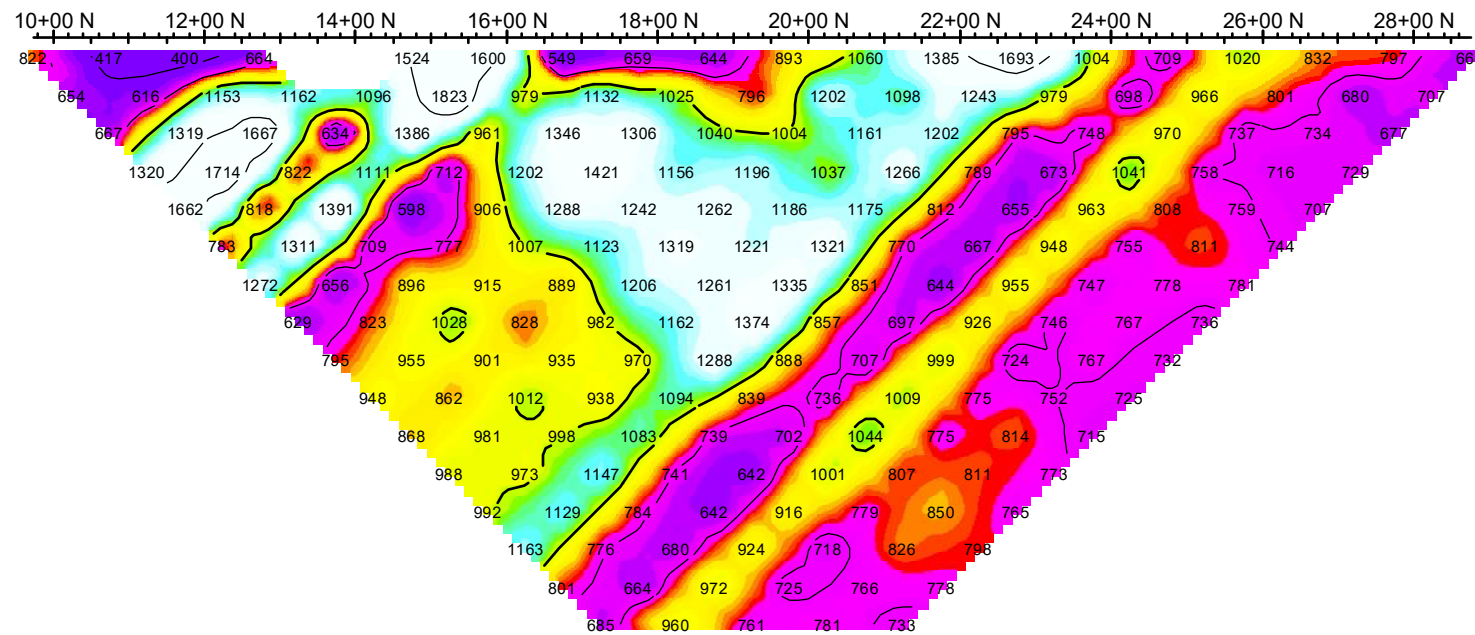 10+00 N 12+00 N 14+00 N 16+00 N 18+00 N 20+00 N 22+00 N 24+00 N 26+00 N 28+00 N
822 417 400 664 1524 1600 549 659 644 893 1060 1385 1693 1004 709 1020 832 797 66
654 616 1153 1162 1096 1823 979 1132 1025 796 1202 1098 1243 979 698 966 801 680 707
667 1319 1667 634 1386 961 1346 1306 1040 1004 1161 1202 795 748 970 737 734 677
1320 1714 822 1111 712 1202 1421 1156 1196 1037 1266 789 673 1041 758 716 729
1662 818 1391 598 906 1288 1242 1262 1186 1175 812 655 963 808 759 707
783 1311 709 777 1007 1123 1319 1221 1321 770 667 948 755 811 744
1272 656 896 915 889 1206 1261 1335 851 644 955 747 778 781
629 823 1028 828 982 1162 1374 857 697 926 746 767 736
795 955 901 935 970 1288 888 707 999 724 767 732
948 862 1012 938 1094 839 736 1009 775 752 725
868 981 998 1083 739 702 1044 775 814 715
988 973 1147 741 642 1001 807 811 773
992 1129 784 642 916 779 850 765
1163 776 680 924 718 826 798
801 664 972 725 766 778
685 960 761 781 733